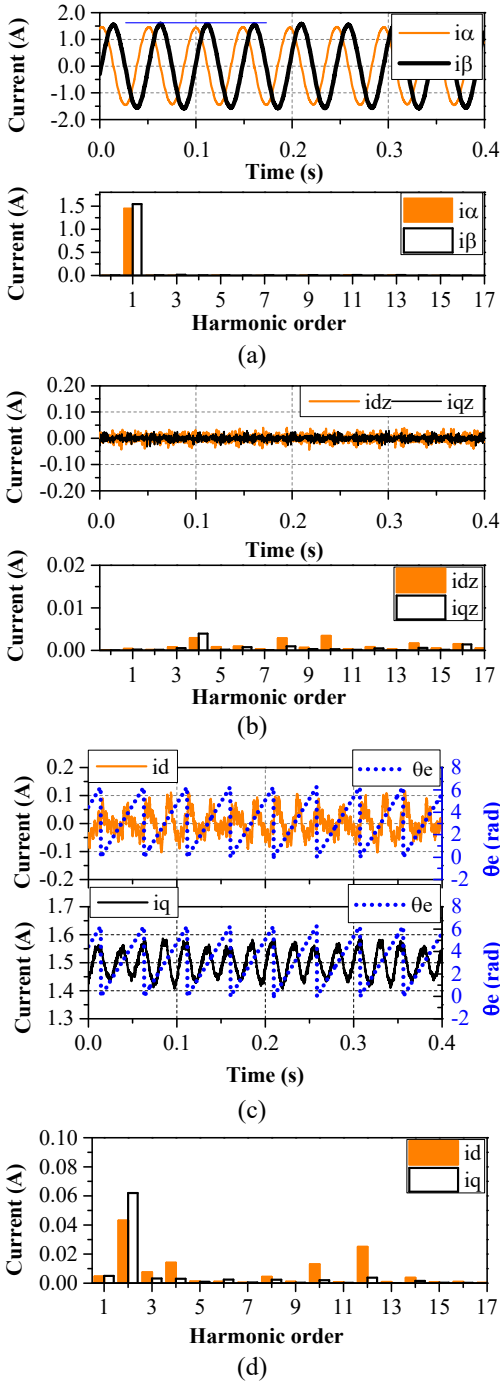 Current (A)
2.0
1.0
0.0
-1.0
-2.0
iα
iβ
0.0 0.1 0.2 0.3 0.4
Time (s)
Current (A)
1.5
1.0
0.5
0.0
iα
iβ
1 3 5 7 9 11 13 15 17
Harmonic order
(a)
Current (A)
0.20
0.10
0.00
-0.10
-0.20
idz iqz
0.0 0.1 0.2 0.3 0.4
Time (s)
Current (A)
0.02
0.01
0.00
idz
iqz
1 3 5 7 9 11 13 15 17
Harmonic order
(b)
id
θe
Current (A)
0.2
0.1
0.0
-0.1
-0.2
8
6
4
2
0
-2
θe (rad)
iq
θe
Current (A)
1.7
1.6
1.5
1.4
1.3
8
6
4
2
0
-2
θe (rad)
0.0 0.1 0.2 0.3 0.4
Time (s)
(c)
Current (A)
0.10
0.08
0.06
0.04
0.02
0.00
id
iq
1 3 5 7 9 11 13 15 17
Harmonic order
(d)